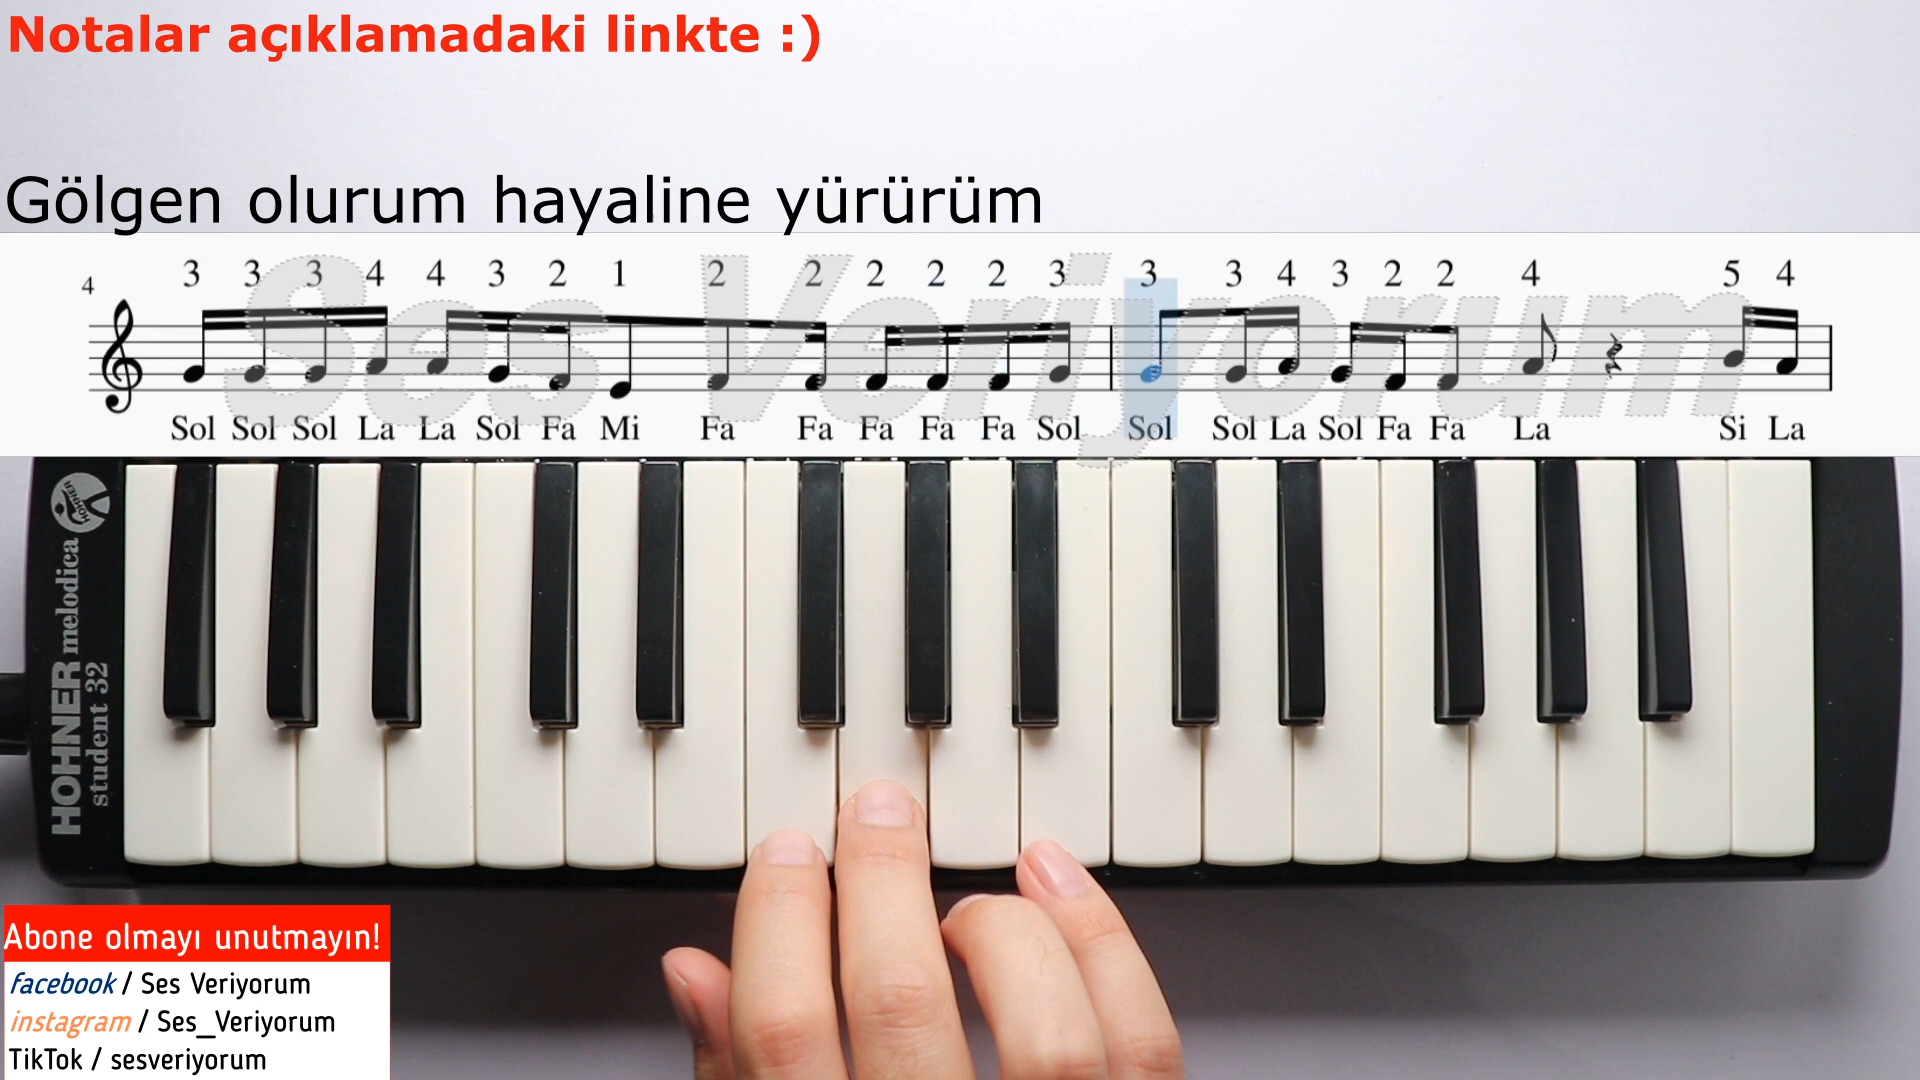 Notalar açıklamadaki linkte :)
Gölgen olurum hayaline yürürüm
4
3 3 3 4 4 3 2 1 2 2 2 2 2 3 3 3 4 3 2 2 4 5 4
Ses Veriyorum
Sol Sol Sol La La Sol Fa Mi Fa Fa Fa Fa Fa Sol Sol Sol La Sol Fa Fa La Si La
HOHNER
HOHNER melodica
student 32
Abone olmayı unutmayın!
facebook / Ses Veriyorum
instagram / Ses_Veriyorum
TikTok / sesveriyorum